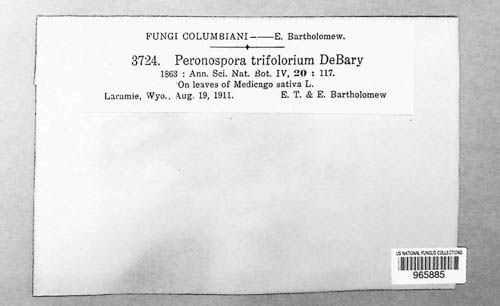 FUNGI COLUMBIANI——E. Bartholomew.
3724. Peronospora trifolorium DeBary
1863 : Ann. Sci. Nat. Bot. IV, 20 : 117.
On leaves of Medicago sativa L.
Laramie, Wyo., Aug. 19, 1911. E. T. & E. Bartholomew
US NATIONAL FUNGUS COLLECTIONS
965885